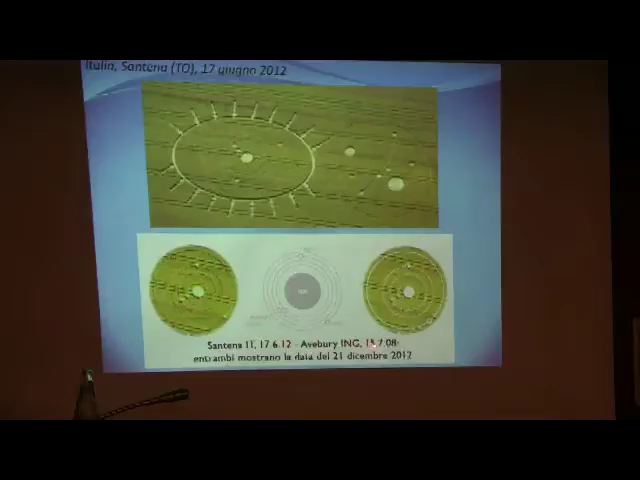 Italia, Santena (TO), 17 giugno 2012
Santena IT, 17.6.12 - Avebury ING, 15.7.08:
entrambi mostrano la data del 21 dicembre 2012